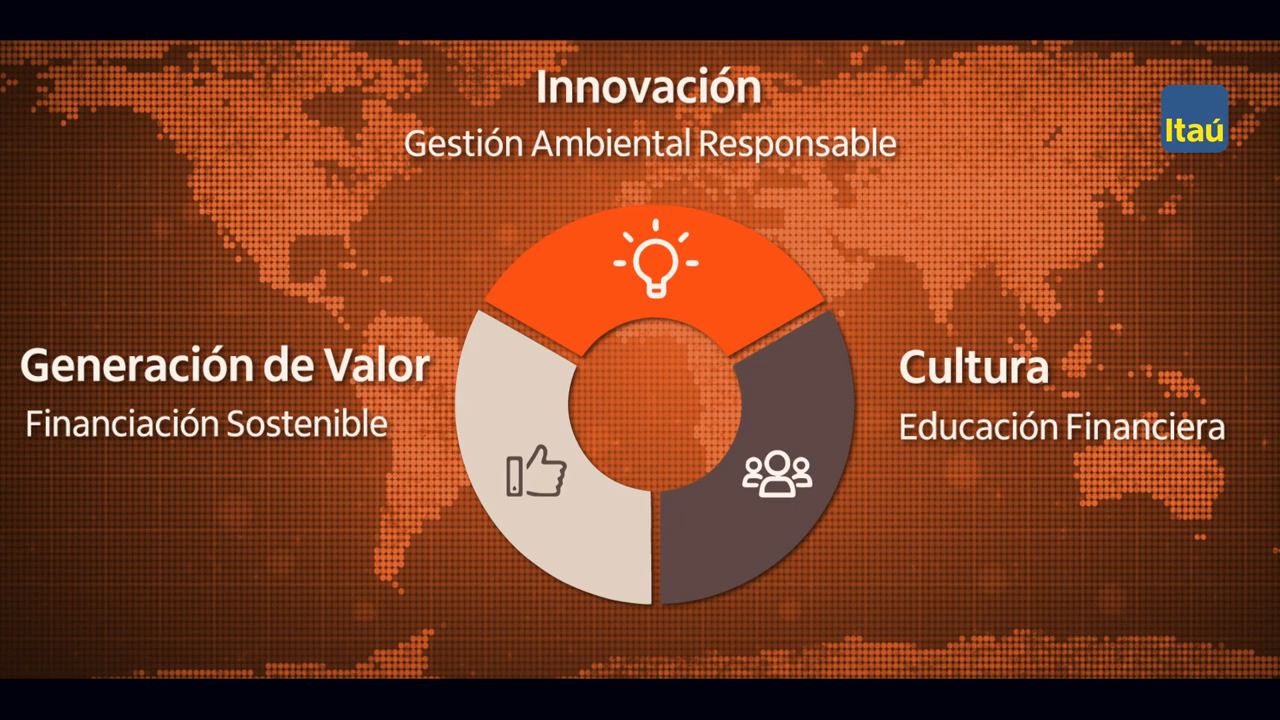 Innovación
Gestión Ambiental Responsable
Itaú
Generación de Valor
Financiación Sostenible
Cultura
Educación Financiera